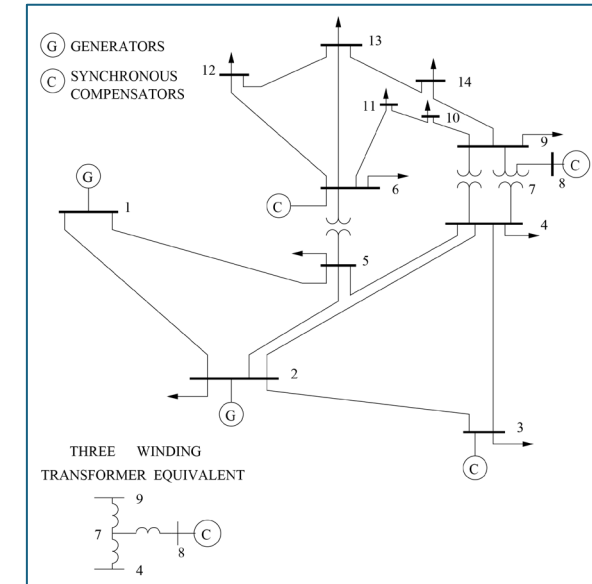 G GENERATORS
C SYNCHRONOUS
COMPENSATORS
13
12
14
11
10
9
C
8
7
G
1
C
6
4
5
2
G
3
C
THREE WINDING
TRANSFORMER EQUIVALENT
9
7
C
8
4